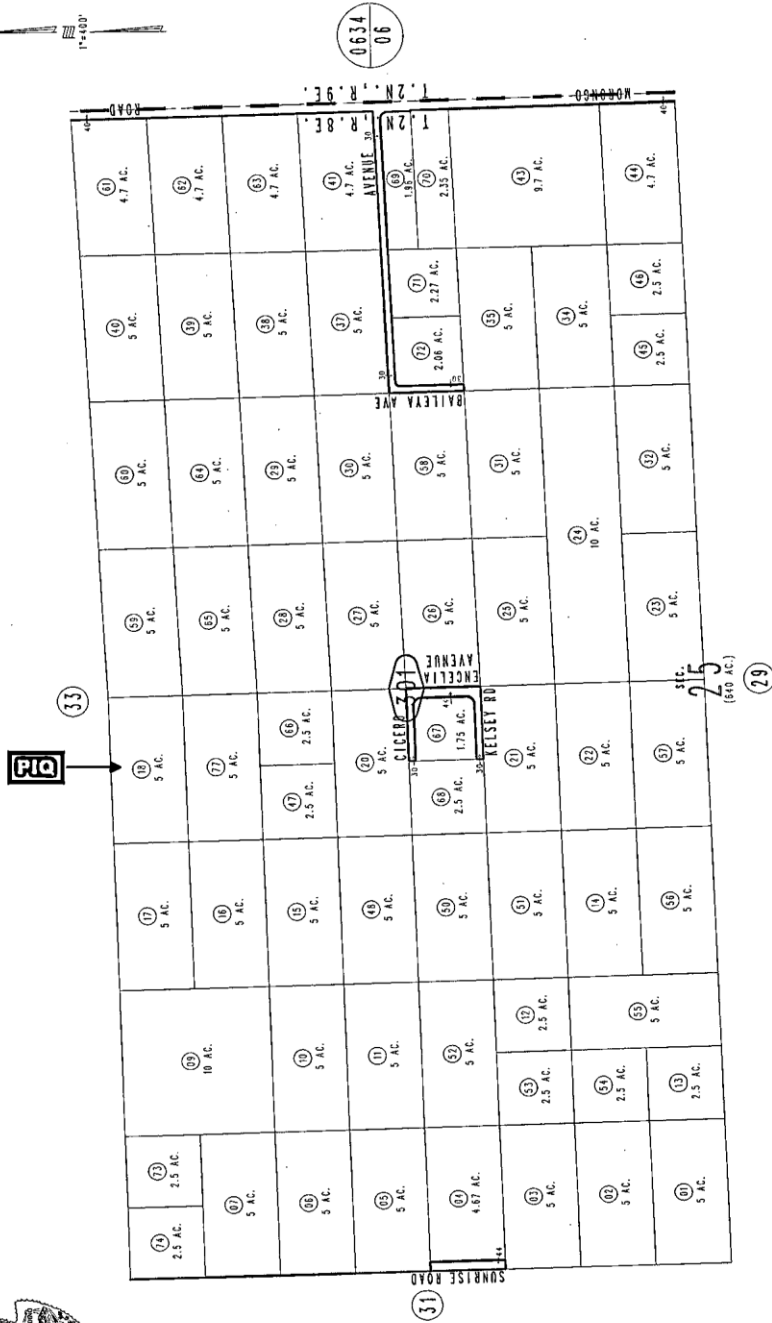 1"=400'
0634
06
ROAD
T. 2N., R. 9E.
T. 2N., R. 8E.
MORONGO
40
30
40
61
4.7 AC.
62
4.7 AC.
63
4.7 AC.
41
4.7 AC.
AVENUE
69
1.96 AC.
70
2.35 AC.
43
9.7 AC.
44
4.7 AC.
40
5 AC.
39
5 AC.
38
5 AC.
37
5 AC.
71
2.27 AC.
72
2.06 AC.
35
5 AC.
34
5 AC.
46
2.5 AC.
45
2.5 AC.
30
30
BAILEYA AVE
60
5 AC.
64
5 AC.
29
5 AC.
30
5 AC.
58
5 AC.
31
5 AC.
24
10 AC.
32
5 AC.
59
5 AC.
65
5 AC.
28
5 AC.
27
5 AC.
26
5 AC.
25
5 AC.
23
5 AC.
33
PIQ
301
ENCELIA
AVENUE
CICERO
KELSEY RD
SEC.
25
(640 AC.)
29
18
5 AC.
77
5 AC.
66
2.5 AC.
47
2.5 AC.
20
5 AC.
67
1.75 AC.
68
2.5 AC.
30
30
21
5 AC.
22
5 AC.
57
5 AC.
17
5 AC.
16
5 AC.
15
5 AC.
48
5 AC.
50
5 AC.
51
5 AC.
14
5 AC.
56
5 AC.
09
10 AC.
10
5 AC.
11
5 AC.
52
5 AC.
12
2.5 AC.
53
2.5 AC.
55
5 AC.
54
2.5 AC.
13
2.5 AC.
73
2.5 AC.
74
2.5 AC.
07
5 AC.
06
5 AC.
05
5 AC.
04
4.67 AC.
03
5 AC.
02
5 AC.
01
5 AC.
44
SUNRISE ROAD
31